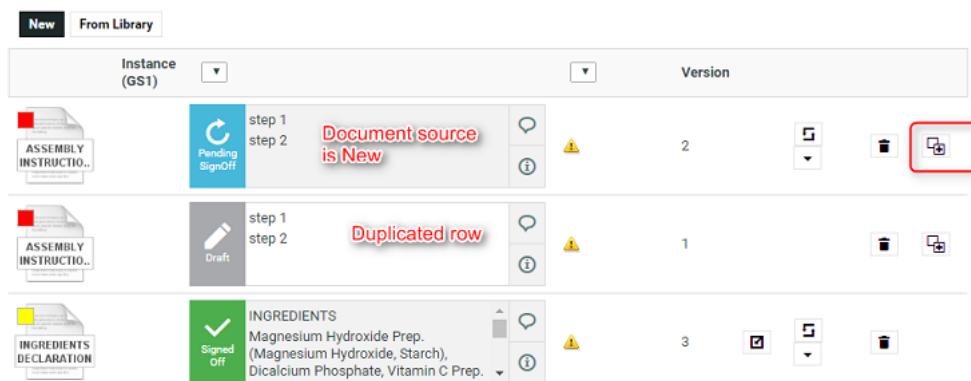 New From Library
Instance
(GS1)
Version
ASSEMBLY
INSTRUCTIO..
Pending
SignOff
step 1
step 2
Document source
is New
2
ASSEMBLY
INSTRUCTIO..
Draft
step 1
step 2
Duplicated row
1
INGREDIENTS
DECLARATION
Signed
Off
INGREDIENTS
Magnesium Hydroxide Prep.
(Magnesium Hydroxide, Starch),
Dicalcium Phosphate, Vitamin C Prep.
3